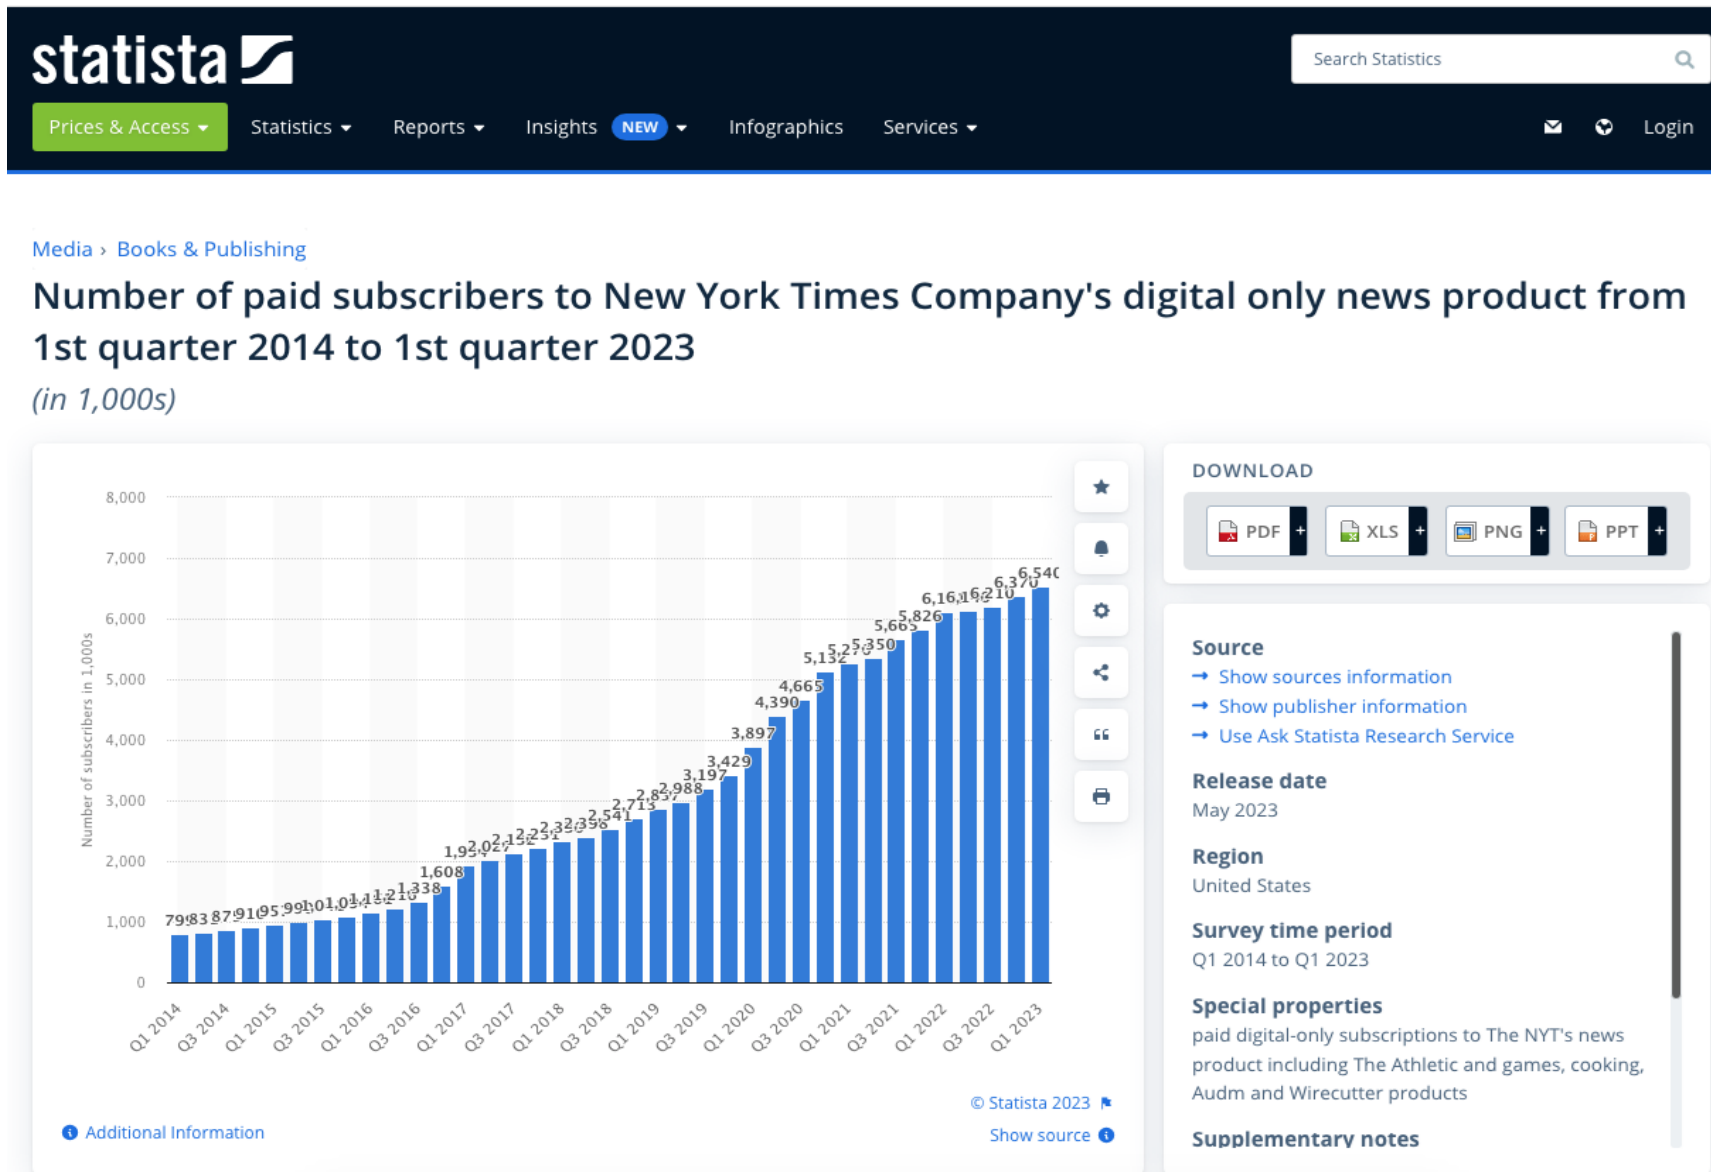 statista
Search Statistics
Prices & Access
Statistics
Reports
Insights
NEW
Infographics
Services
Login
Media › Books & Publishing
Number of paid subscribers to New York Times Company's digital only news product from
1st quarter 2014 to 1st quarter 2023
(in 1,000s)
8,000
7,000
6,000
5,000
4,000
3,000
2,000
1,000
0
Number of subscribers in 1,000s
1,338
1,608
2,541
2,988
3,197
3,429
3,897
4,390
4,665
5,132
5,350
5,665
5,826
6,210
6,370
6,540
Q1 2014
Q3 2014
Q1 2015
Q3 2015
Q1 2016
Q3 2016
Q1 2017
Q3 2017
Q1 2018
Q3 2018
Q1 2019
Q3 2019
Q1 2020
Q3 2020
Q1 2021
Q3 2021
Q1 2022
Q3 2022
Q1 2023
Additional Information
© Statista 2023
Show source
DOWNLOAD
PDF +
XLS +
PNG +
PPT +
Source
→ Show sources information
→ Show publisher information
→ Use Ask Statista Research Service
Release date
May 2023
Region
United States
Survey time period
Q1 2014 to Q1 2023
Special properties
paid digital-only subscriptions to The NYT's news
product including The Athletic and games, cooking,
Audm and Wirecutter products
Supplementary notes